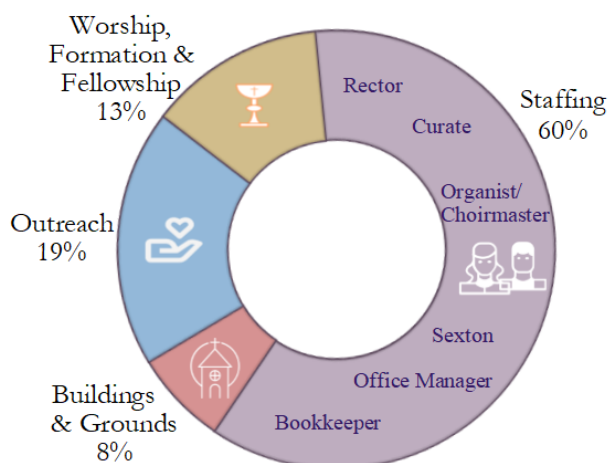 Worship,
Formation &
Fellowship
13%
Rector
Curate
Staffing
60%
Organist/
Choirmaster
Outreach
19%
Sexton
Office Manager
Bookkeeper
Buildings
& Grounds
8%